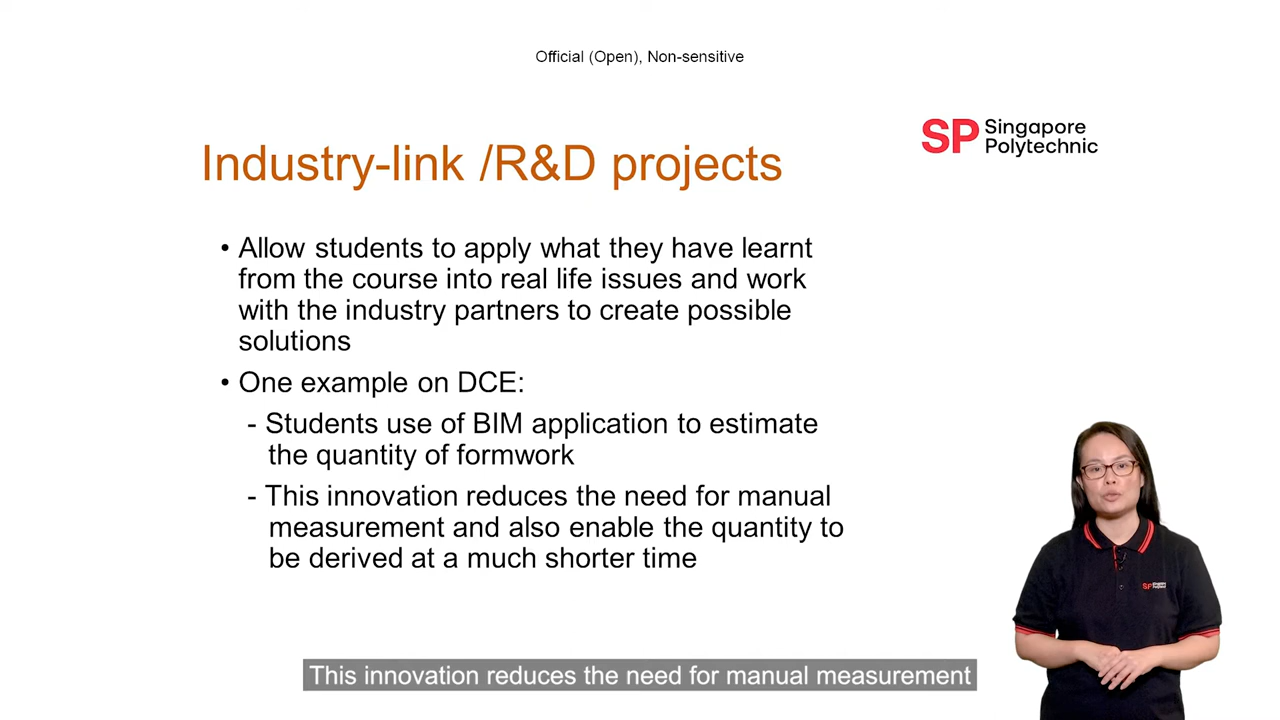 Official (Open), Non-sensitive
SP Singapore
Polytechnic
Industry-link /R&D projects
• Allow students to apply what they have learnt
from the course into real life issues and work
with the industry partners to create possible
solutions
• One example on DCE:
- Students use of BIM application to estimate
the quantity of formwork
- This innovation reduces the need for manual
measurement and also enable the quantity to
be derived at a much shorter time
SP Singapore
Polytechnic
This innovation reduces the need for manual measurement